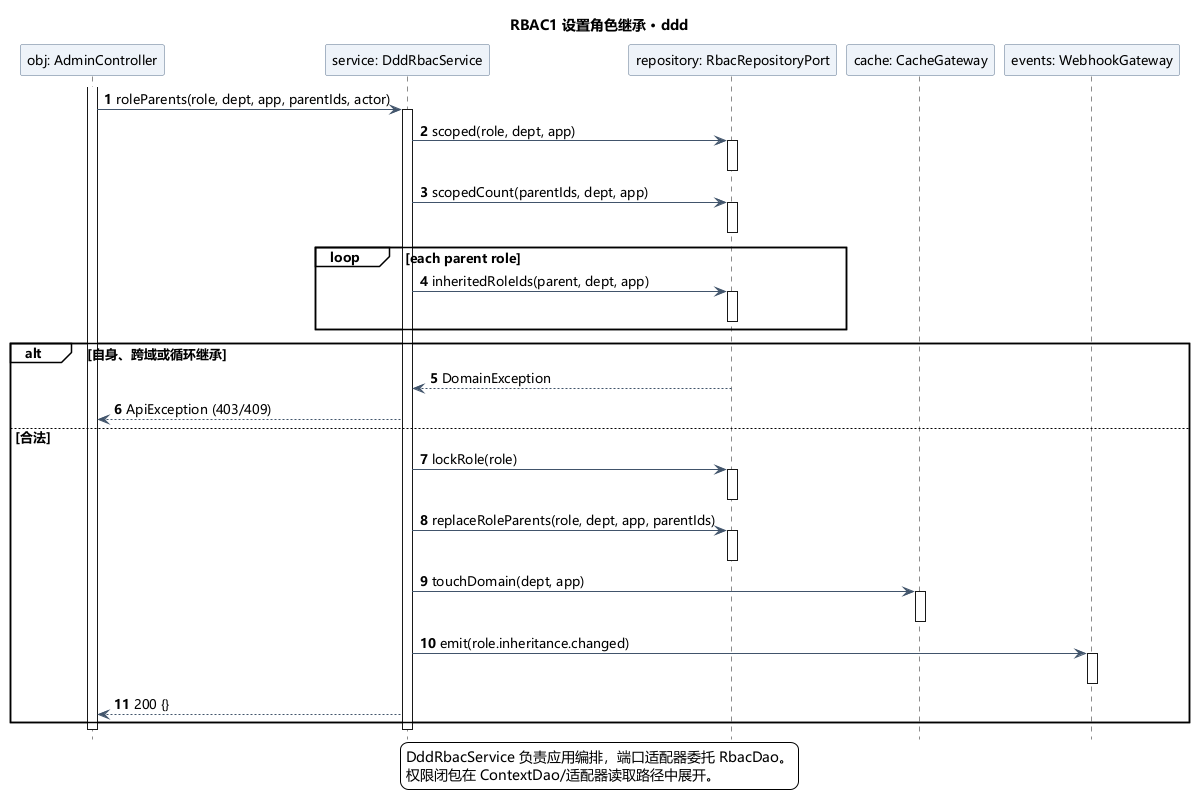 RBAC1 设置角色继承 • ddd
obj: AdminController
service: DddRbacService
repository: RbacRepositoryPort
cache: CacheGateway
events: WebhookGateway
1 roleParents(role, dept, app, parentIds, actor)
2 scoped(role, dept, app)
3 scopedCount(parentIds, dept, app)
loop [each parent role]
4 inheritedRoleIds(parent, dept, app)
alt [自身、跨域或循环继承]
5 DomainException
6 ApiException (403/409)
[合法]
7 lockRole(role)
8 replaceRoleParents(role, dept, app, parentIds)
9 touchDomain(dept, app)
10 emit(role.inheritance.changed)
11 200 {}
DddRbacService 负责应用编排，端口适配器委托 RbacDao。
权限闭包在 ContextDao/适配器读取路径中展开。